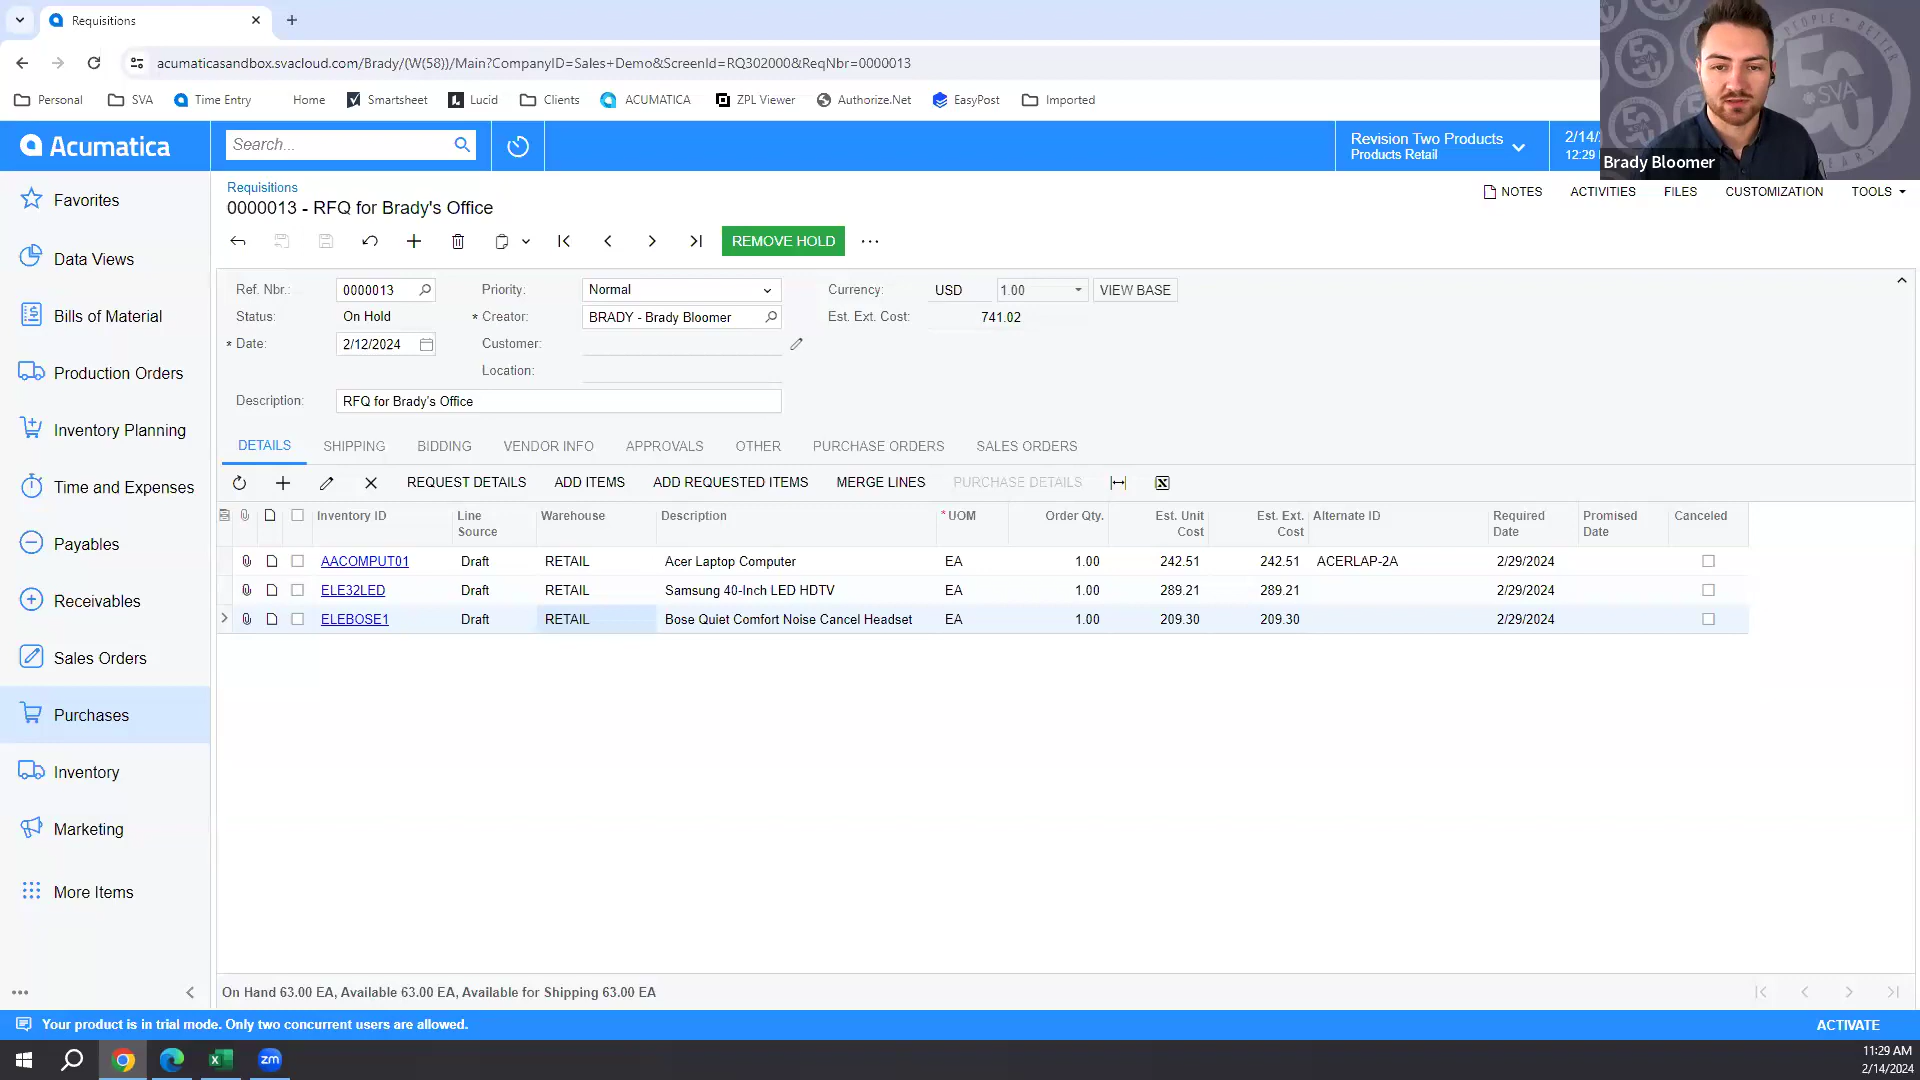 Requisitions
acumaticasandbox.svacloud.com/Brady/(W(58))/Main?CompanyID=Sales+Demo&ScreenId=RQ302000&ReqNbr=0000013
Personal SVA Time Entry Home Smartsheet Lucid Clients ACUMATICA ZPL Viewer Authorize.Net EasyPost Imported
Acumatica
Search...
Revision Two Products
Products Retail
2/14/
12:29
Brady Bloomer
Favorites
Data Views
Bills of Material
Production Orders
Inventory Planning
Time and Expenses
Payables
Receivables
Sales Orders
Purchases
Inventory
Marketing
More Items
Requisitions
0000013 - RFQ for Brady's Office
NOTES ACTIVITIES FILES CUSTOMIZATION TOOLS
REMOVE HOLD
Ref. Nbr.: 0000013 Priority: Normal Currency: USD 1.00 VIEW BASE
Status: On Hold * Creator: BRADY - Brady Bloomer Est. Ext. Cost: 741.02
* Date: 2/12/2024 Customer:
Location:
Description: RFQ for Brady's Office
DETAILS SHIPPING BIDDING VENDOR INFO APPROVALS OTHER PURCHASE ORDERS SALES ORDERS
REQUEST DETAILS ADD ITEMS ADD REQUESTED ITEMS MERGE LINES PURCHASE DETAILS
Inventory ID Line Source Warehouse Description * UOM Order Qty. Est. Unit Cost Est. Ext. Cost Alternate ID Required Date Promised Date Canceled
AACOMPUT01 Draft RETAIL Acer Laptop Computer EA 1.00 242.51 242.51 ACERLAP-2A 2/29/2024
ELE32LED Draft RETAIL Samsung 40-Inch LED HDTV EA 1.00 289.21 289.21 2/29/2024
ELEBOSE1 Draft RETAIL Bose Quiet Comfort Noise Cancel Headset EA 1.00 209.30 209.30 2/29/2024
On Hand 63.00 EA, Available 63.00 EA, Available for Shipping 63.00 EA
Your product is in trial mode. Only two concurrent users are allowed.
ACTIVATE
zm
11:29 AM
2/14/2024